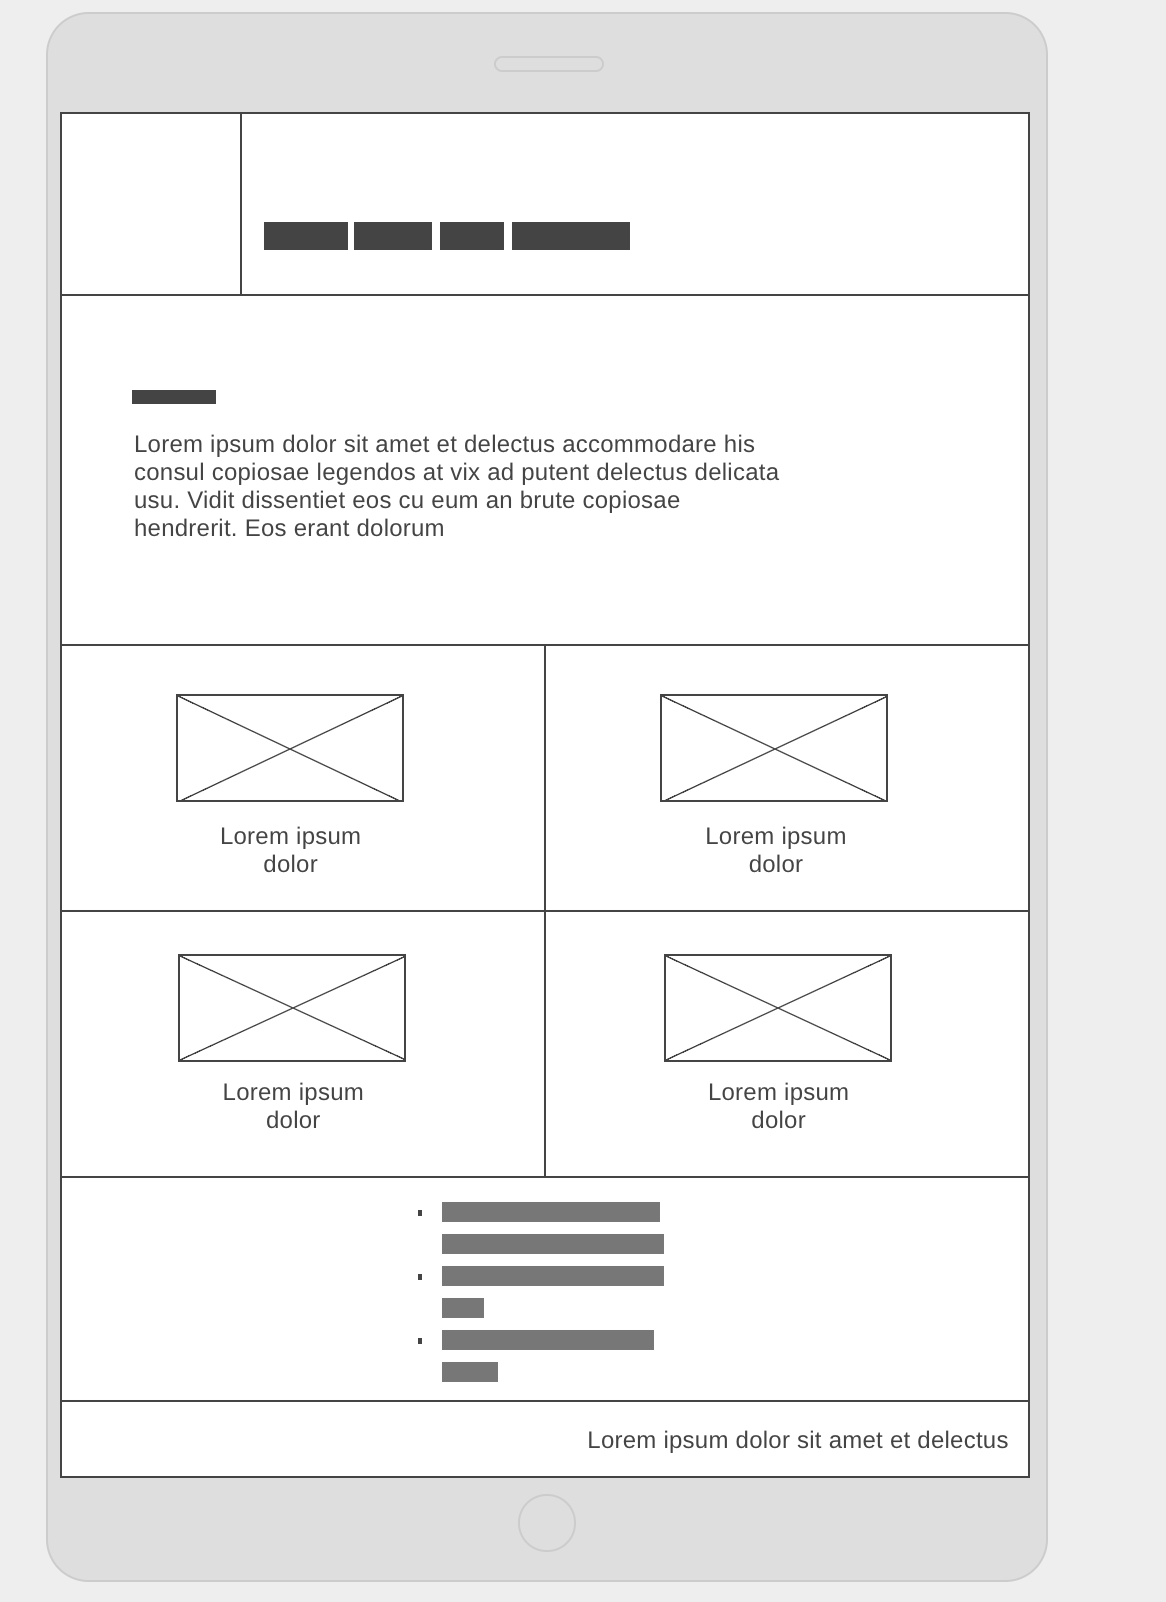 Lorem ipsum dolor sit amet et delectus accommodare his
consul copiosae legendos at vix ad putent delectus delicata
usu. Vidit dissentiet eos cu eum an brute copiosae
hendrerit. Eos erant dolorum
Lorem ipsum
dolor
Lorem ipsum
dolor
Lorem ipsum
dolor
Lorem ipsum
dolor
Lorem ipsum dolor sit amet et delectus